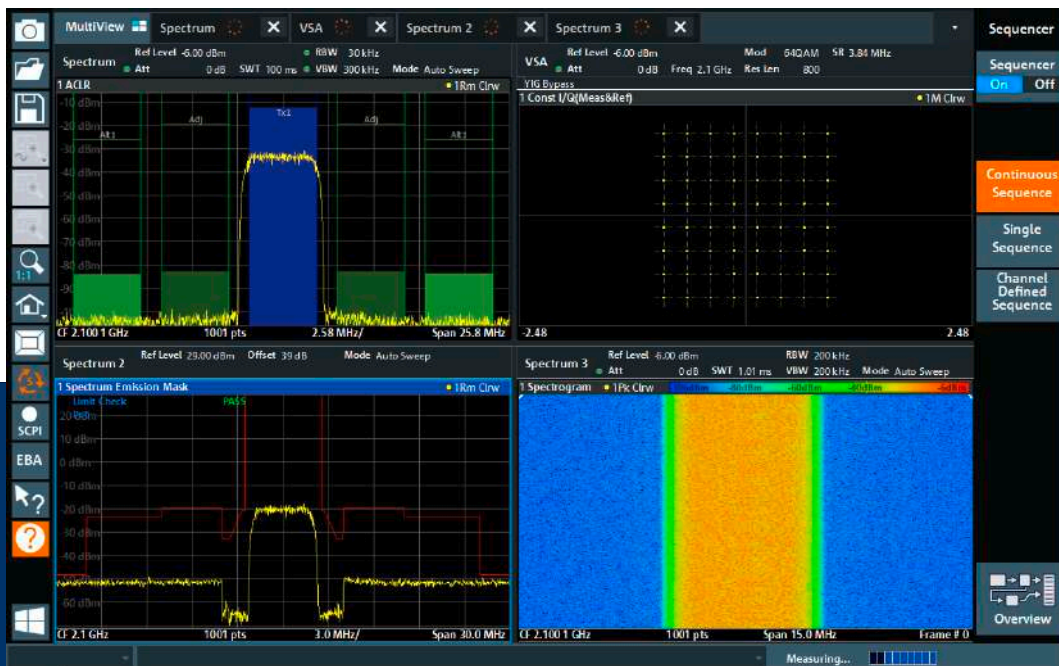 MultiView Spectrum VSA Spectrum 2 Spectrum 3
Sequencer
Spectrum
Ref Level -6.00 dBm RBW 30 kHz
Att 0 dB SWT 100 ms VBW 300 kHz Mode Auto Sweep
1 ACLR 1Rm Clrw
-10 dBm
-20 dBm
-30 dBm
-40 dBm
-50 dBm
-60 dBm
-70 dBm
-80 dBm
-90
Alt1
Adj
Tx1
Adj
Alt1
CF 2.100 1 GHz 1001 pts 2.58 MHz/ Span 25.8 MHz
VSA
Ref Level -6.00 dBm Mod 64QAM SR 3.84 MHz
Att 0 dB Freq 2.1 GHz Res Len 800
YIG Bypass
1 Const I/Q(Meas&Ref) 1M Clrw
-2.48 2.48
Spectrum 2
Ref Level 29.00 dBm Offset 39 dB Mode Auto Sweep
1 Spectrum Emission Mask 1Rm Clrw
Limit Check PASS
20 dBm
10 dBm
0 dBm
-20 dBm
-30 dBm
-40 dBm
-60 dBm
CF 2.1 GHz 1001 pts 3.0 MHz/ Span 30.0 MHz
Spectrum 3
Ref Level -6.00 dBm RBW 200 kHz
Att 0 dB SWT 1.01 ms VBW 200 kHz Mode Auto Sweep
1 Spectrogram 1Pk Clrw
CF 2.100 1 GHz 1001 pts Span 15.0 MHz Frame # 0
Sequencer
On Off
Continuous
Sequence
Single
Sequence
Channel
Defined
Sequence
Overview
1:1
SCPI
EBA
Measuring...